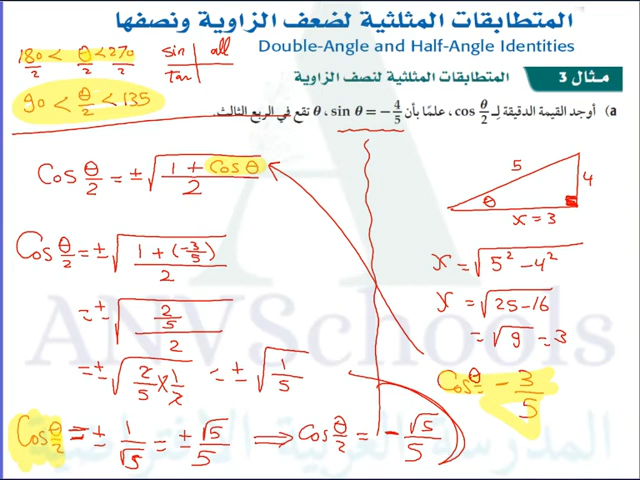 المتطابقات المثلثية لضعف الزاوية ونصفها
Double-Angle and Half-Angle Identities
مثال 3 المتطابقات المثلثية لنصف الزاوية
a) أوجد القيمة الدقيقة لـ cos θ/2 ، علمًا بأن sin θ = -4/5 ، θ تقع في الربع الثالث.
180/2 < θ/2 < 270/2
90 < θ/2 < 135
sin | all
tan |
Cos θ/2 = ± √((1 + Cos θ)/2)
Cos θ/2 = ± √((1 + (-3/5))/2)
= ± √((2/5)/2)
= ± √(2/5 × 1/2) = ± √(1/5)
Cos θ/2 = ± 1/√5 = ± √5/5 ⟹ Cos θ/2 = - √5/5
5
4
θ
x = 3
x = √(5² - 4²)
x = √(25 - 16)
= √9 = 3
Cos θ = - 3/5
ANVSchools
المدرسة العربية الافتراضية